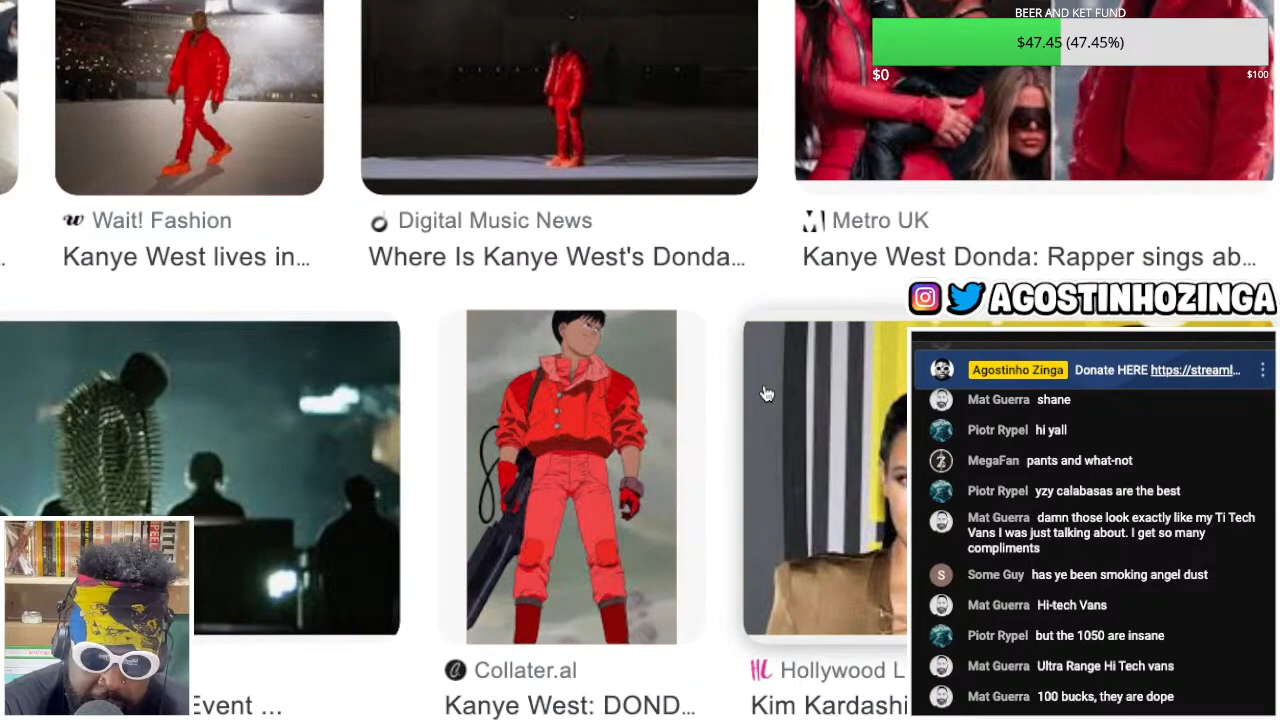 BEER AND KET FUND
$47.45 (47.45%)
$0
$100
Wait! Fashion
Kanye West lives in...
Digital Music News
Where Is Kanye West's Donda...
Metro UK
Kanye West Donda: Rapper sings ab...
AGOSTINHOZINGA
Agostinho Zinga Donate HERE https://streaml...
Mat Guerra shane
Piotr Rypel hi yall
MegaFan pants and what-not
Piotr Rypel yzy calabasas are the best
Mat Guerra damn those look exactly like my Ti Tech
Vans I was just talking about. I get so many
compliments
S Some Guy has ye been smoking angel dust
Mat Guerra Hi-tech Vans
Piotr Rypel but the 1050 are insane
Mat Guerra Ultra Range Hi Tech vans
Mat Guerra 100 bucks, they are dope
Event ...
Collater.al
Kanye West: DOND...
HL Hollywood L
Kim Kardashi